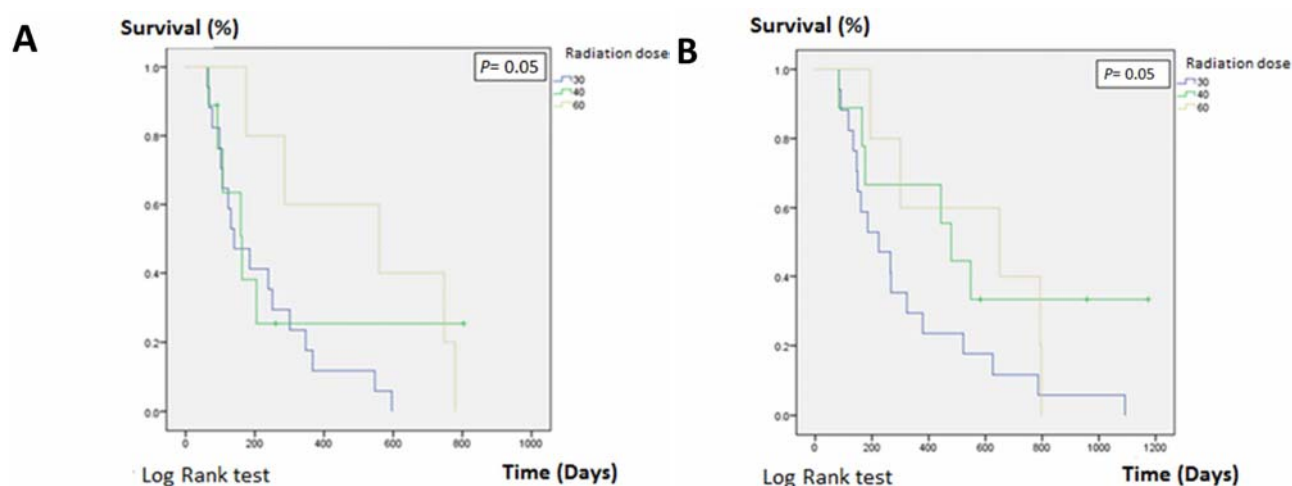 A
Survival (%)
P= 0.05
Radiation dose
30
40
60
1.0
0.8
0.6
0.4
0.2
0.0
0
200
400
600
800
1000
Log Rank test
Time (Days)
B
Survival (%)
P= 0.05
Radiation dose
30
40
60
1.0
0.8
0.6
0.4
0.2
0.0
0
200
400
600
800
1000
1200
Log Rank test
Time (Days)